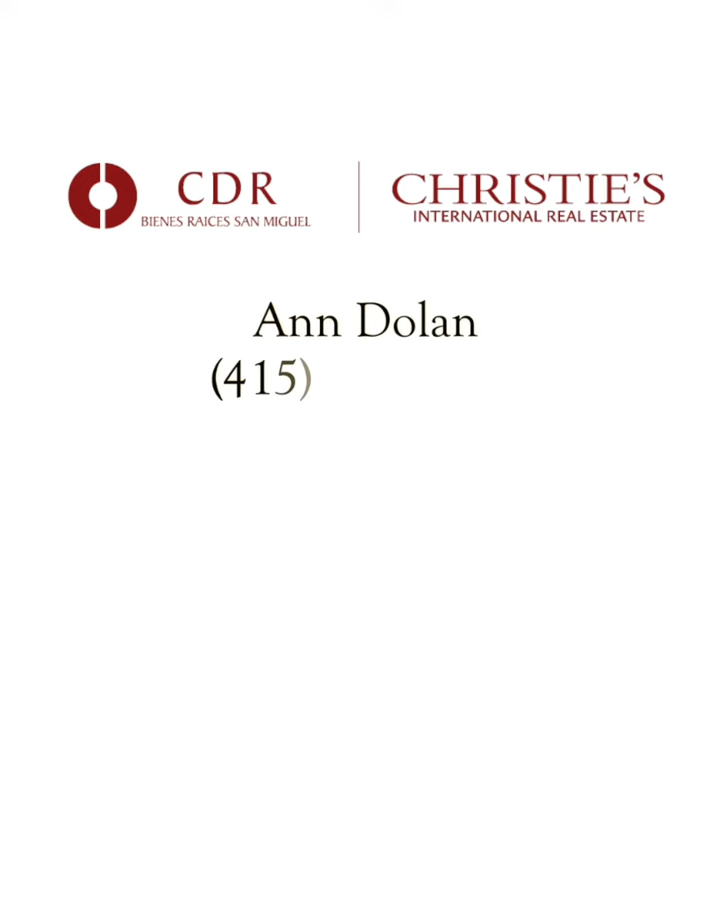 CDR
BIENES RAICES SAN MIGUEL
CHRISTIE'S
INTERNATIONAL REAL ESTATE
Ann Dolan
(415)